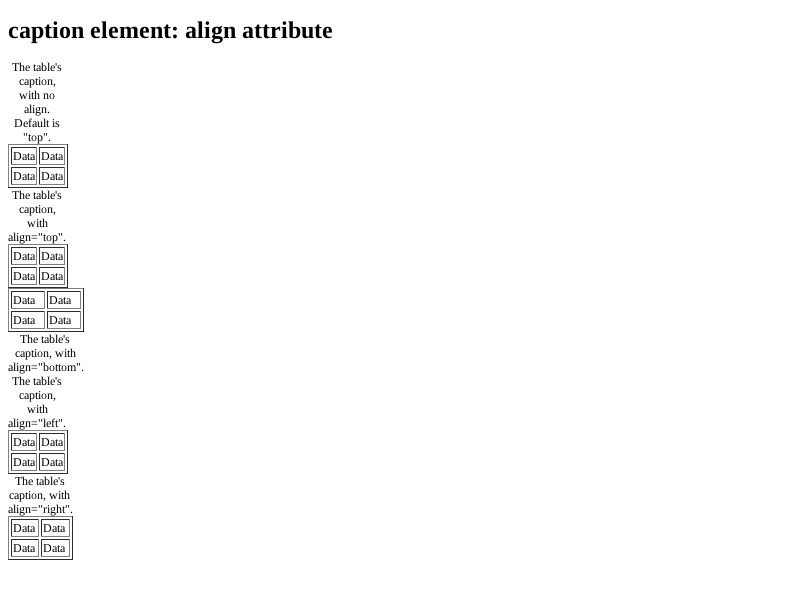 caption element: align attribute
The table's
caption,
with no
align.
Default is
"top".
Data Data
Data Data
The table's
caption,
with
align="top".
Data Data
Data Data
Data Data
Data Data
The table's
caption, with
align="bottom".
The table's
caption,
with
align="left".
Data Data
Data Data
The table's
caption, with
align="right".
Data Data
Data Data